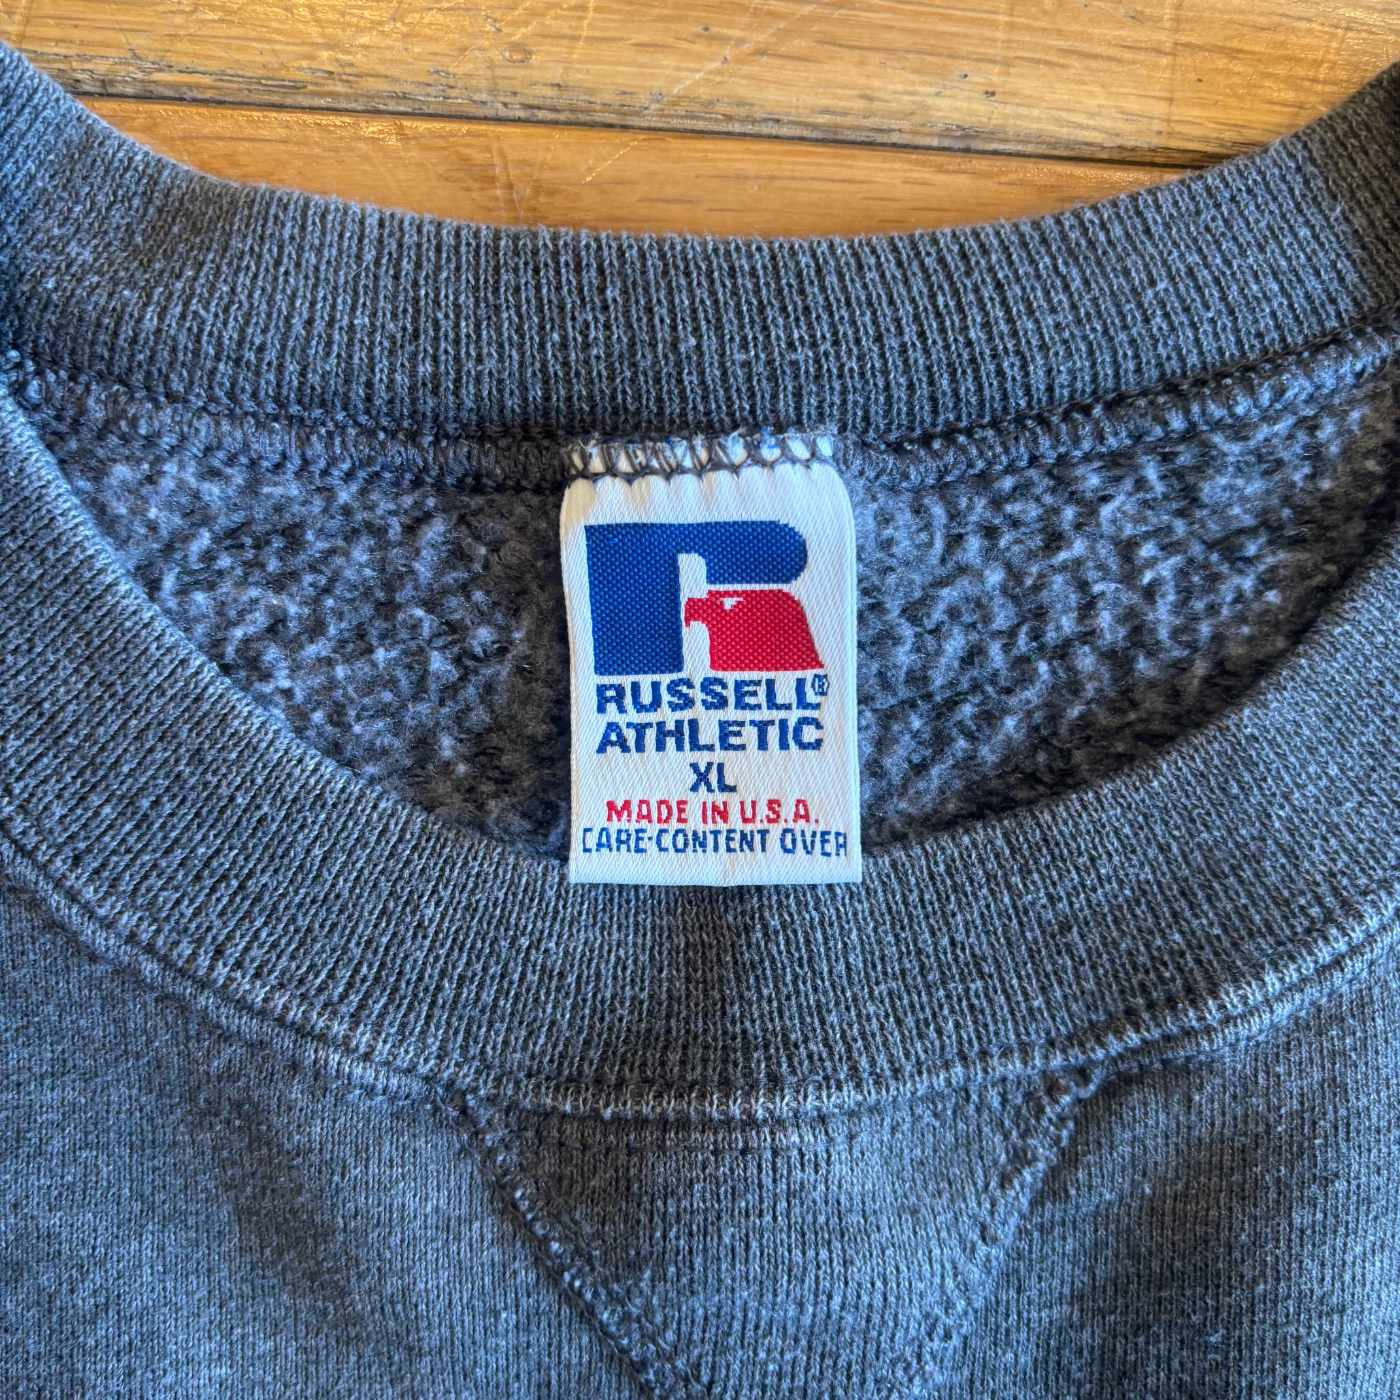 RUSSELL®
ATHLETIC
XL
MADE IN U.S.A.
CARE-CONTENT OVER